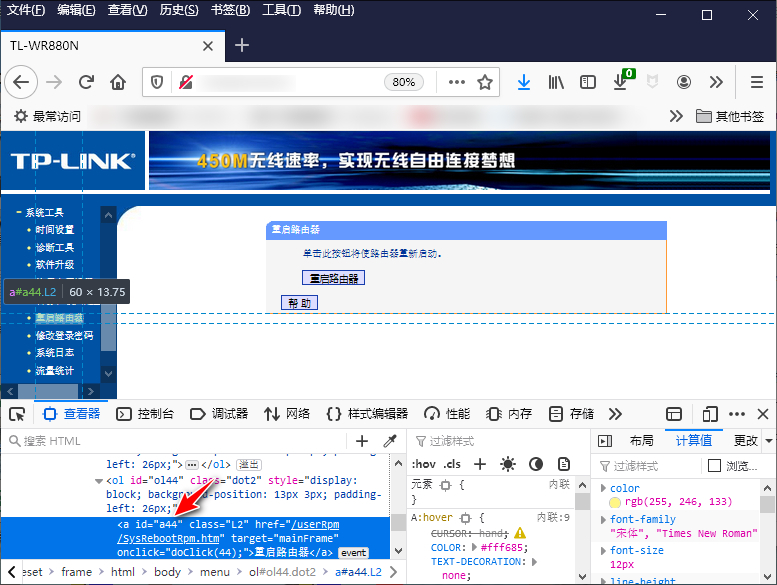 文件(F) 编辑(E) 查看(V) 历史(S) 书签(B) 工具(T) 帮助(H)
TL-WR880N
80%
0
最常访问
其他书签
TP-LINK
450M无线速率，实现无线自由连接梦想
- 系统工具
• 时间设置
• 诊断工具
• 软件升级
a#a44.L2 60 × 13.75
• 重启路由器
• 修改登录密码
• 系统日志
• 流量统计
重启路由器
单击此按钮将使路由器重新启动。
重启路由器
帮 助
查看器 控制台 调试器 网络 样式编辑器 性能 内存 存储
搜索 HTML
left: 26px;"> </ol> 溢出
<ol id="ol44" class="dot2" style="display:
block; background-position: 13px 3px; padding-
left: 26px;">
<a id="a44" class="L2" href="/userRpm
/SysRebootRpm.htm" target="mainFrame"
onclick="doClick(44);">重启路由器</a> event
eset frame html body menu ol#ol44.dot2 a#a44.L2
过滤样式
:hov .cls
元素 { 内联
}
A:hover { 内联:9
CURSOR: hand;
COLOR: #fff685;
TEXT-DECORATION:
none;
布局 计算值 更改
过滤样式 浏览...
color
rgb(255, 246, 133)
font-family
"宋体", "Times New Roman"
font-size
12px
line-height